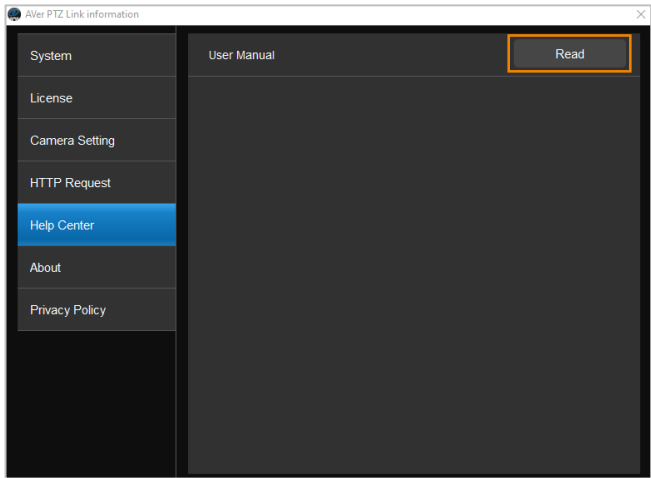 AVer PTZ Link information
System
License
Camera Setting
HTTP Request
Help Center
About
Privacy Policy
User Manual
Read